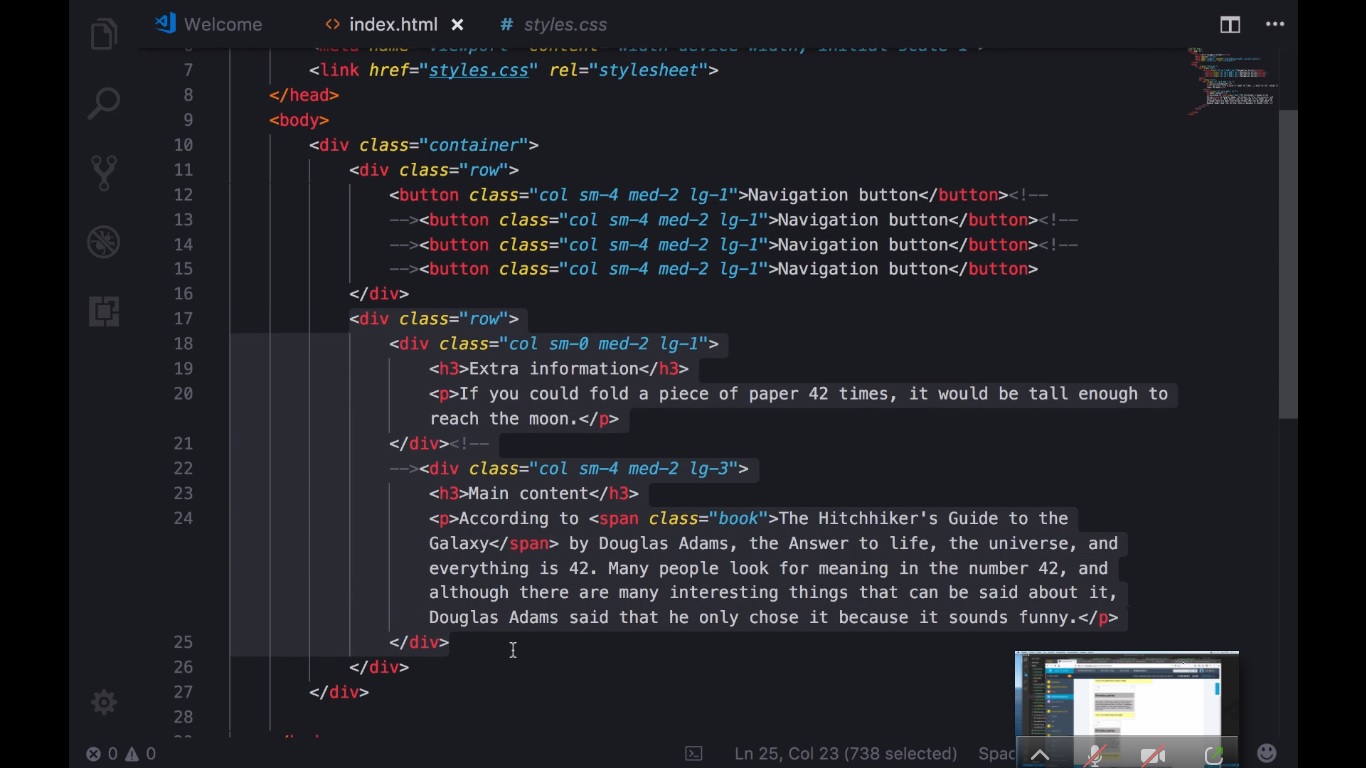 Welcome
<> index.html ×
# styles.css
6 <meta name="viewport" content="width=device-width, initial-scale=1">
7 <link href="styles.css" rel="stylesheet">
8 </head>
9 <body>
10 <div class="container">
11 <div class="row">
12 <button class="col sm-4 med-2 lg-1">Navigation button</button><!--
13 --><button class="col sm-4 med-2 lg-1">Navigation button</button><!--
14 --><button class="col sm-4 med-2 lg-1">Navigation button</button><!--
15 --><button class="col sm-4 med-2 lg-1">Navigation button</button>
16 </div>
17 <div class="row">
18 <div class="col sm-0 med-2 lg-1">
19 <h3>Extra information</h3>
20 <p>If you could fold a piece of paper 42 times, it would be tall enough to
reach the moon.</p>
21 </div><!--
22 --><div class="col sm-4 med-2 lg-3">
23 <h3>Main content</h3>
24 <p>According to <span class="book">The Hitchhiker's Guide to the
Galaxy</span> by Douglas Adams, the Answer to life, the universe, and
everything is 42. Many people look for meaning in the number 42, and
although there are many interesting things that can be said about it,
Douglas Adams said that he only chose it because it sounds funny.</p>
25 </div>
26 </div>
27 </div>
28
0 0
Ln 25, Col 23 (738 selected)
Spac